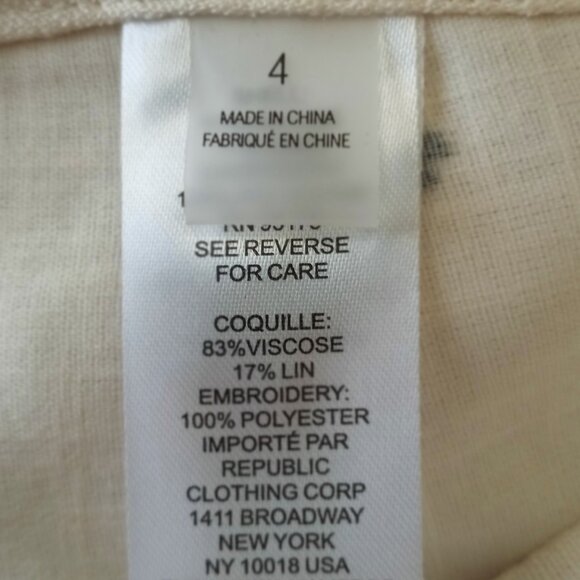 4
MADE IN CHINA
FABRIQUÉ EN CHINE
SEE REVERSE
FOR CARE
COQUILLE:
83%VISCOSE
17% LIN
EMBROIDERY:
100% POLYESTER
IMPORTÉ PAR
REPUBLIC
CLOTHING CORP
1411 BROADWAY
NEW YORK
NY 10018 USA